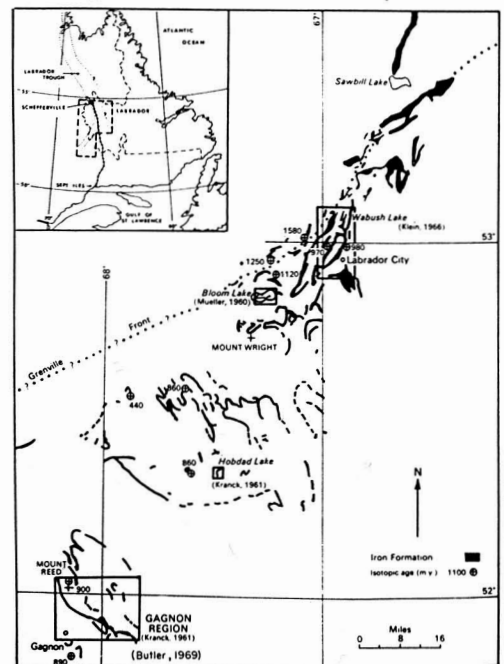 ATLANTIC
OCEAN
LABRADOR
TROUGH
55
SCHEFFERVILLE
LABRADOR
50
SEPT ILES
GULF OF
ST LAWRENCE
67
Sawbill Lake
Wabush Lake
(Klein, 1966)
1580
970
980
53
Labrador City
1250
1120
68
Bloom Lake
(Mueller, 1960)
MOUNT WRIGHT
Grenville
Front
860
440
860
Hobdad Lake
(Kranck, 1961)
N
Iron Formation
Isotopic age (m y) 1100
MOUNT
REED
900
52
GAGNON
REGION
(Kranck, 1961)
Gagnon
890
(Butler, 1969)
Miles
0 8 16